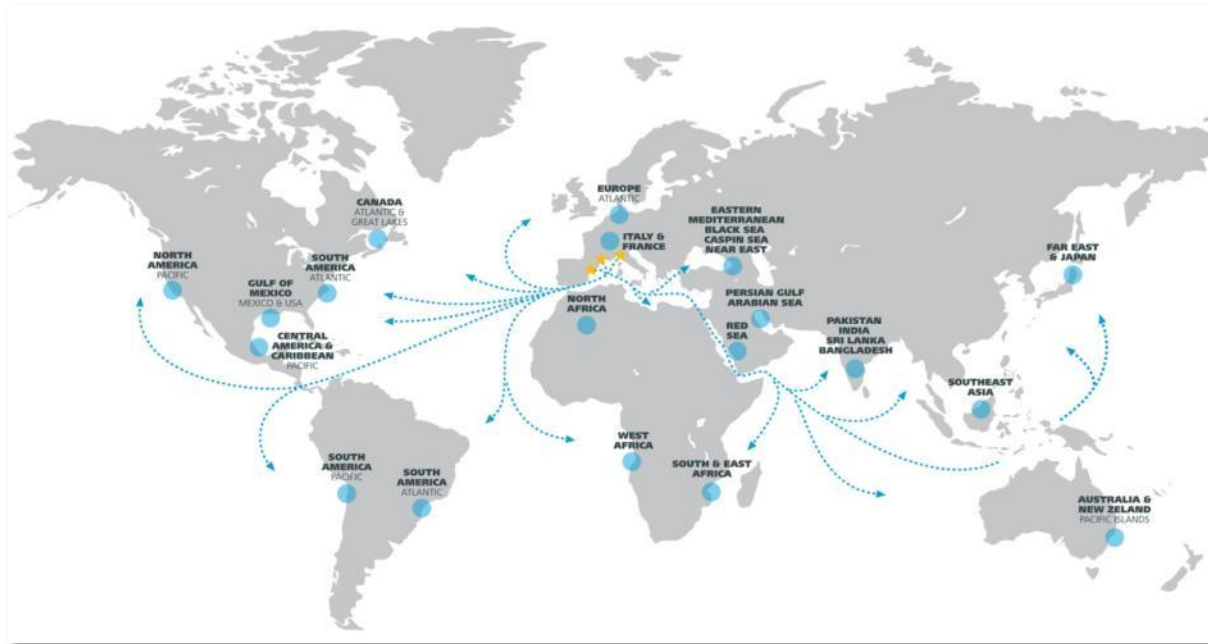 EUROPE
ATLANTIC
CANADA
ATLANTIC &
GREAT LAKES
EASTERN
MEDITERRANEAN
BLACK SEA
CASPIN SEA
NEAR EAST
ITALY &
FRANCE
NORTH
AMERICA
PACIFIC
SOUTH
AMERICA
ATLANTIC
FAR EAST
& JAPAN
GULF OF
MEXICO
MEXICO & USA
NORTH
AFRICA
PERSIAN GULF
ARABIAN SEA
RED
SEA
CENTRAL
AMERICA &
CARIBBEAN
PACIFIC
PAKISTAN
INDIA
SRI LANKA
BANGLADESH
SOUTHEAST
ASIA
WEST
AFRICA
SOUTH
AMERICA
PACIFIC
SOUTH
AMERICA
ATLANTIC
SOUTH & EAST
AFRICA
AUSTRALIA &
NEW ZELAND
PACIFIC ISLANDS